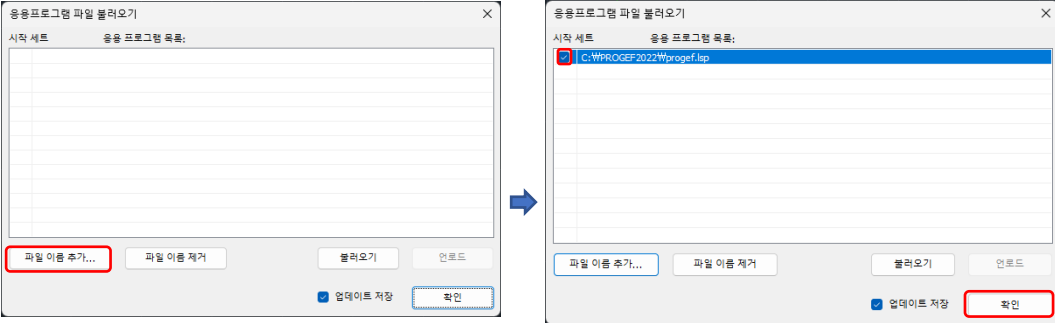 응용프로그램 파일 불러오기
시작 세트 응용 프로그램 목록:
파일 이름 추가... 파일 이름 제거 불러오기 언로드
업데이트 저장 확인
응용프로그램 파일 불러오기
시작 세트 응용 프로그램 목록:
C:₩PROGEF2022₩progef.lsp
파일 이름 추가... 파일 이름 제거 불러오기 언로드
업데이트 저장 확인